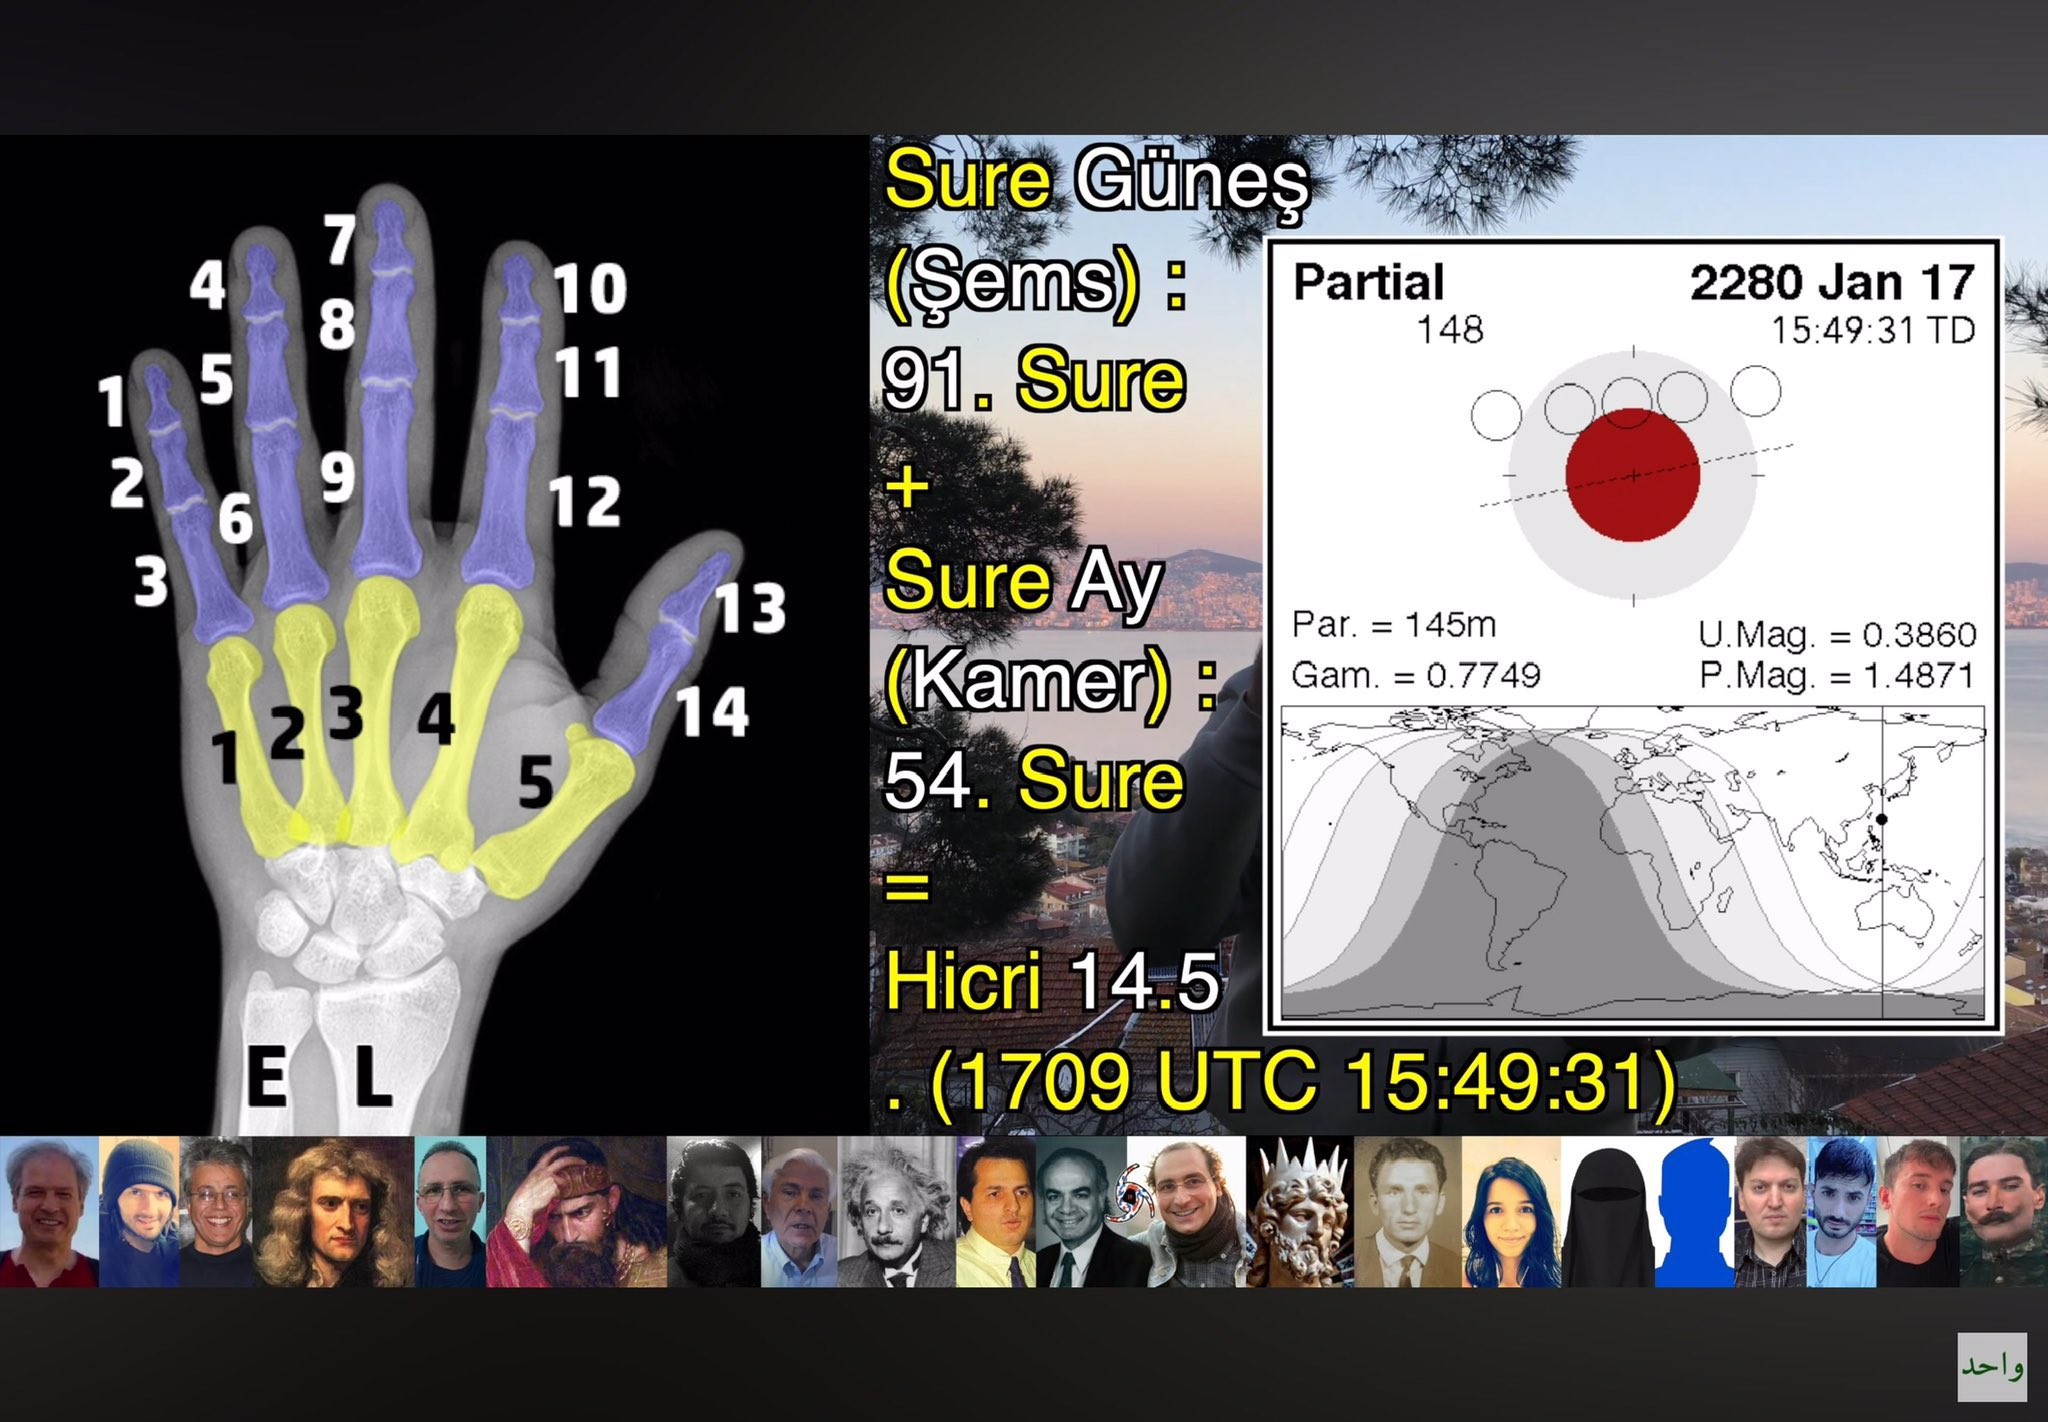 7
4
10
8
1
5
11
2
9
12
6
3
13
14
1
2
3
4
5
E L
Sure Güneş
(Şems) :
91. Sure
+
Sure Ay
(Kamer) :
54. Sure
=
Hicri 14.5
. (1709 UTC 15:49:31)
Partial 2280 Jan 17
148 15:49:31 TD
Par. = 145m U.Mag. = 0.3860
Gam. = 0.7749 P.Mag. = 1.4871
واحد